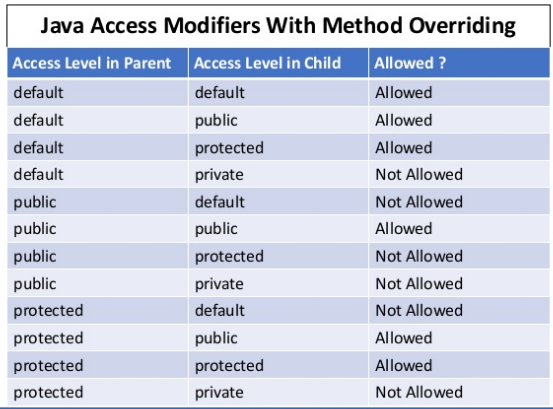 Java Access Modifiers With Method Overriding
Access Level in Parent Access Level in Child Allowed ?
default default Allowed
default public Allowed
default protected Allowed
default private Not Allowed
public default Not Allowed
public public Allowed
public protected Not Allowed
public private Not Allowed
protected default Not Allowed
protected public Allowed
protected protected Allowed
protected private Not Allowed